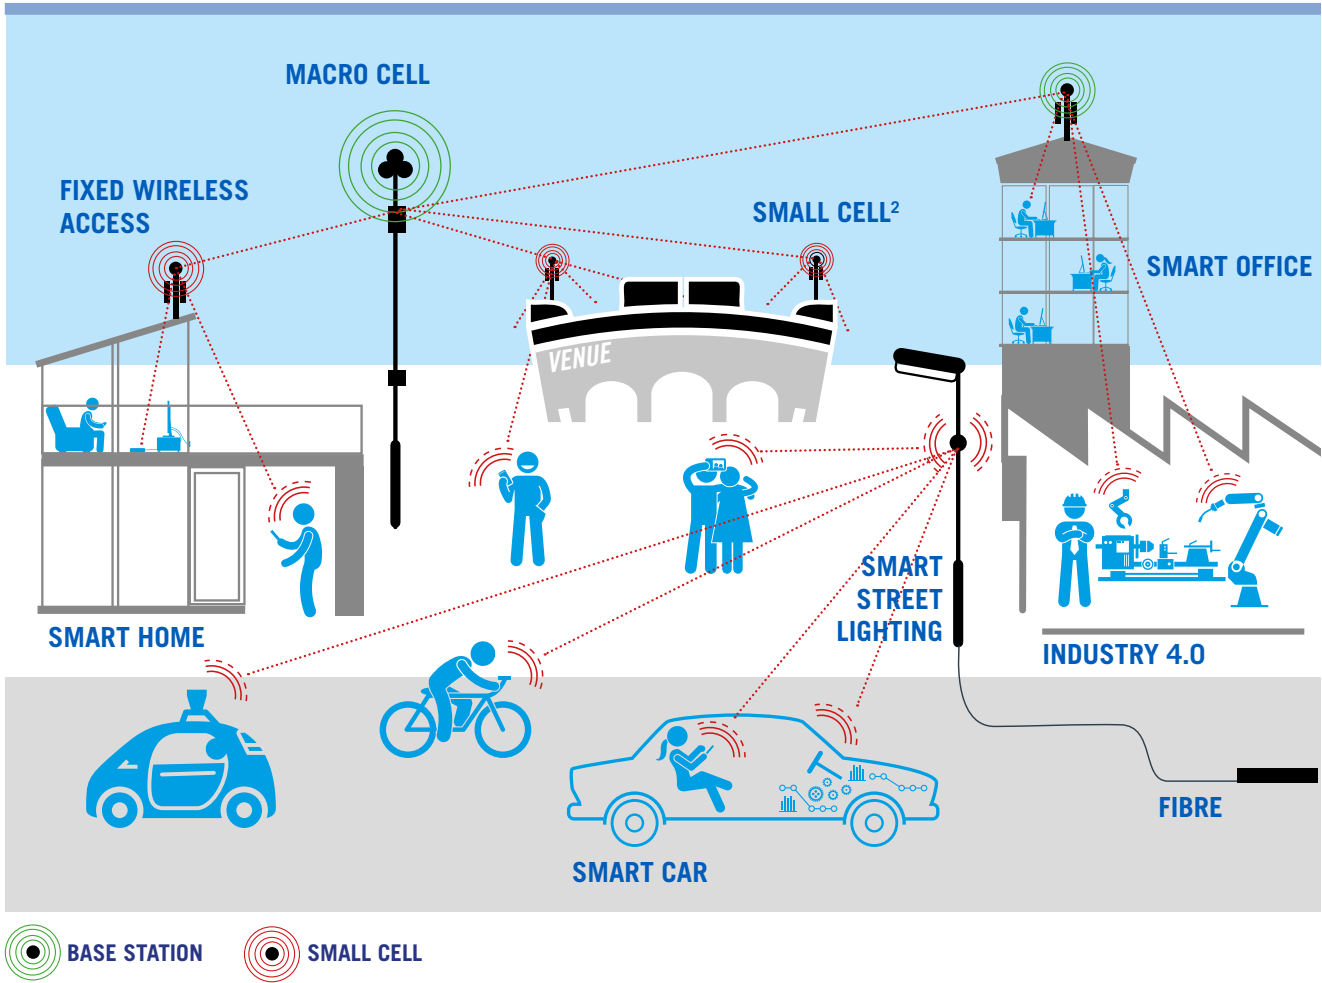 MACRO CELL
FIXED WIRELESS
ACCESS
SMALL CELL²
SMART OFFICE
VENUE
SMART
STREET
LIGHTING
SMART HOME
INDUSTRY 4.0
FIBRE
SMART CAR
BASE STATION
SMALL CELL